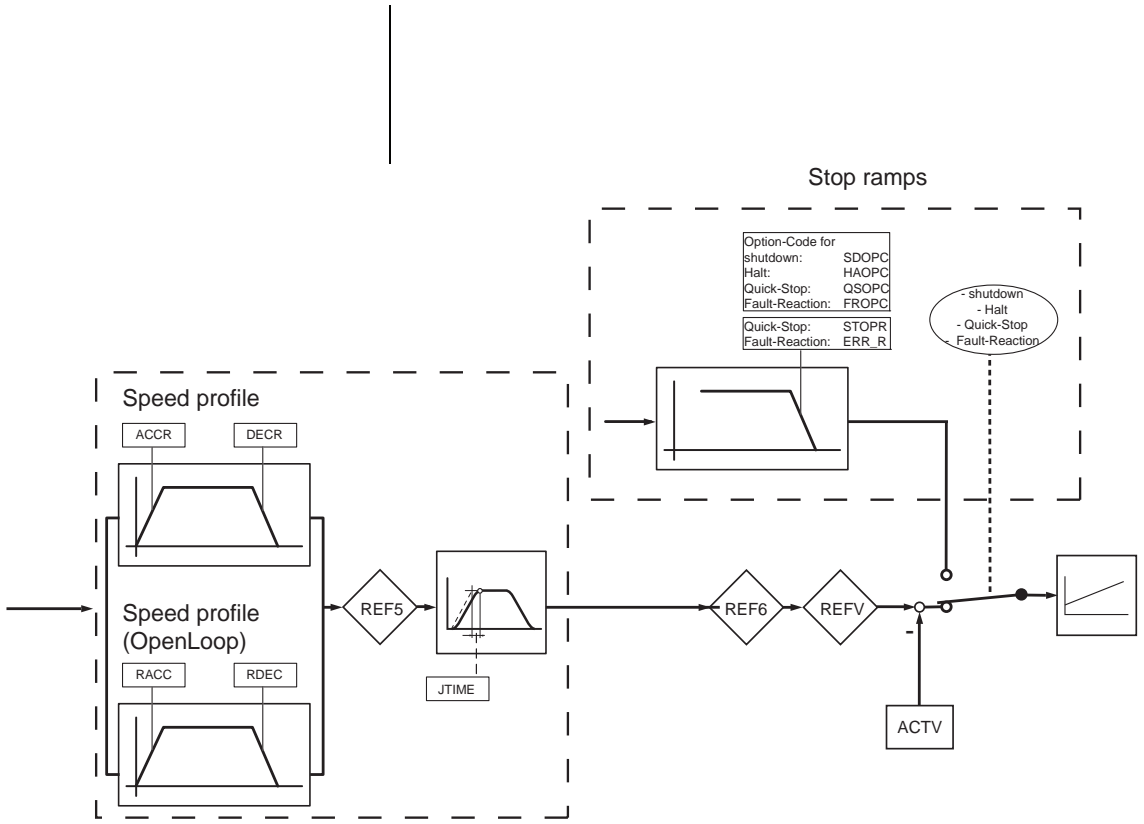 Stop ramps
Option-Code for
shutdown: SDOPC
Halt: HAOPC
Quick-Stop: QSOPC
Fault-Reaction: FROPC
Quick-Stop: STOPR
Fault-Reaction: ERR_R
- shutdown
- Halt
- Quick-Stop
- Fault-Reaction
Speed profile
ACCR DECR
Speed profile
(OpenLoop)
RACC RDEC
REF5
JTIME
REF6
REFV
-
ACTV